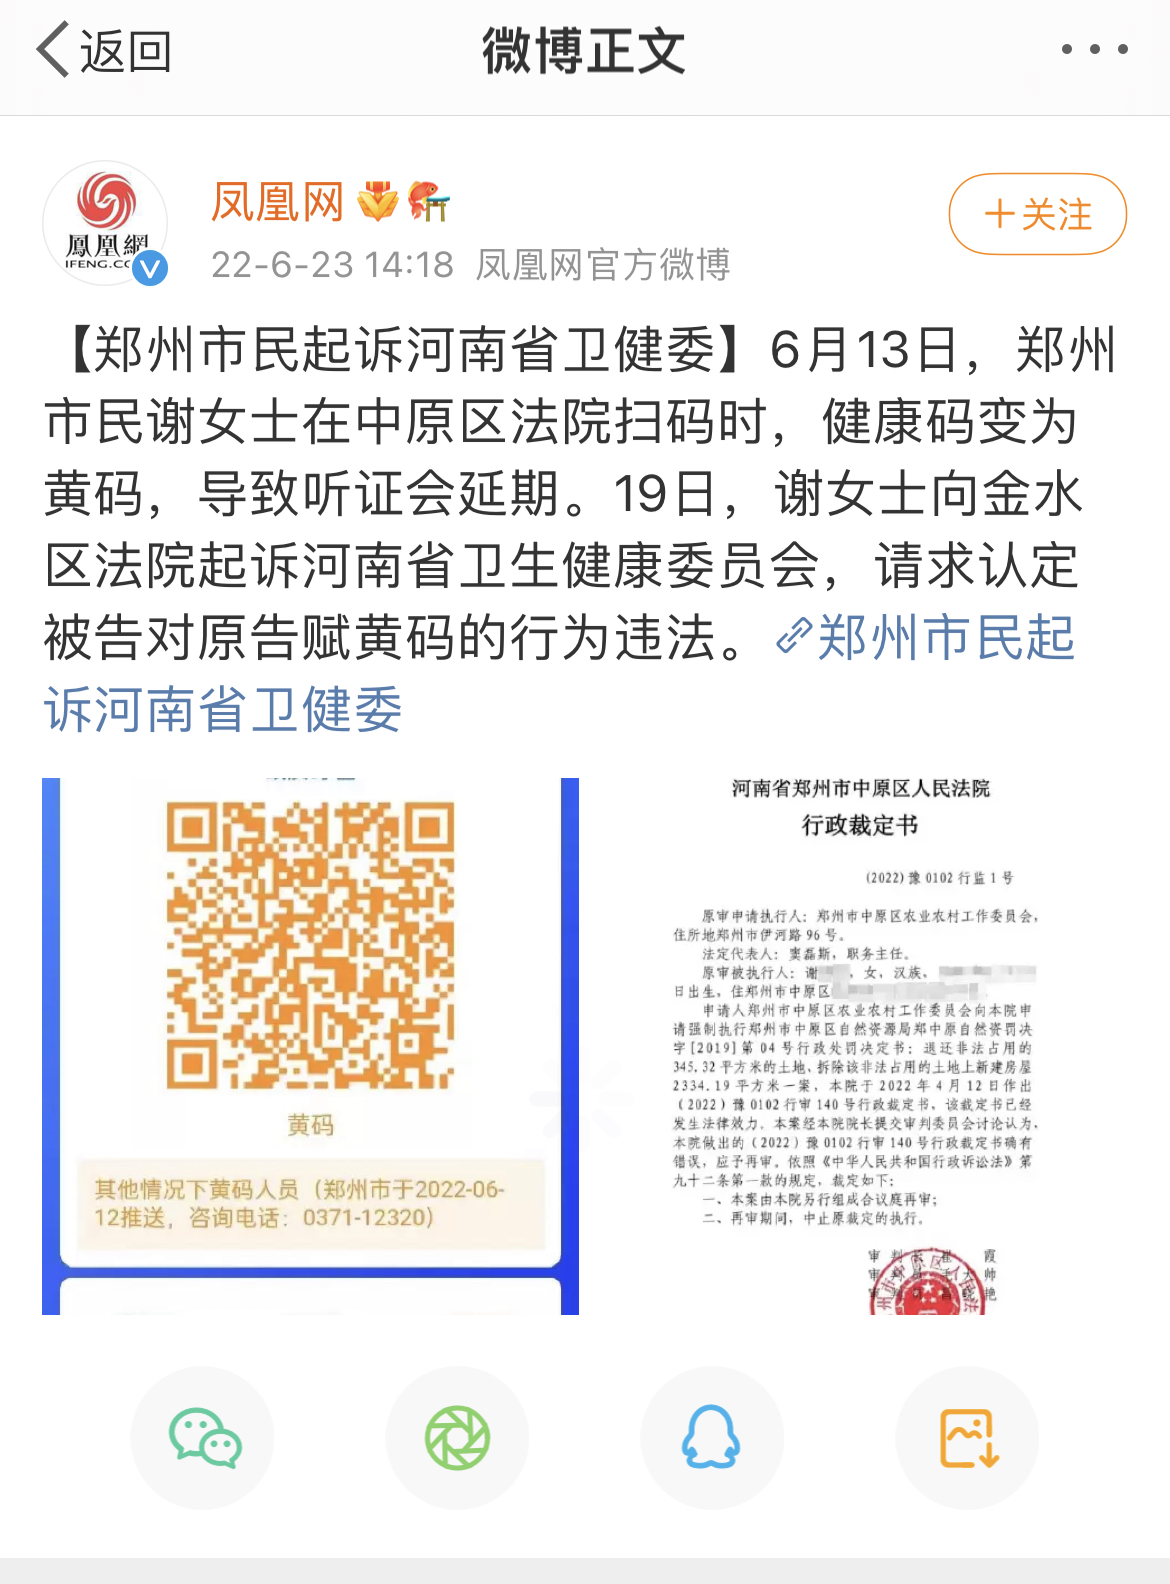 返回
微博正文
鳳凰網
IFENG.CO
凤凰网
22-6-23 14:18 凤凰网官方微博
+关注
【郑州市民起诉河南省卫健委】6月13日，郑州
市民谢女士在中原区法院扫码时，健康码变为
黄码，导致听证会延期。19日，谢女士向金水
区法院起诉河南省卫生健康委员会，请求认定
被告对原告赋黄码的行为违法。郑州市民起
诉河南省卫健委
黄码
其他情况下黄码人员（郑州市于2022-06-
12推送，咨询电话：0371-12320）
河南省郑州市中原区人民法院
行政裁定书
(2022)豫 0102 行监 1 号
原审申请执行人：郑州市中原区农业农村工作委员会，
住所地郑州市伊河路 96 号。
法定代表人：窦磊斯，职务主任。
原审被执行人：谢，女，汉族，
日出生，住郑州市中原区
申请人郑州市中原区农业农村工作委员会向本院申
请强制执行郑州市中原区自然资源局郑中原自然资罚决
字[2019]第 04 号行政处罚决定书：退还非法占用的
345.32 平方米的土地、拆除该非法占用的土地上新建房屋
2334.19 平方米一案，本院于 2022 年 4 月 12 日作出
（2022）豫 0102 行审 140 号行政裁定书，该裁定书已经
发生法律效力。本案经本院院长提交审判委员会讨论认为，
本院做出的（2022）豫 0102 行审 140 号行政裁定书确有
错误，应予再审。依照《中华人民共和国行政诉讼法》第
九十二条第一款的规定，裁定如下：
一、本案由本院另行组成合议庭再审；
二、再审期间，中止原裁定的执行。
审 判 长 崔 霞
审 判 帅
审 判 艳